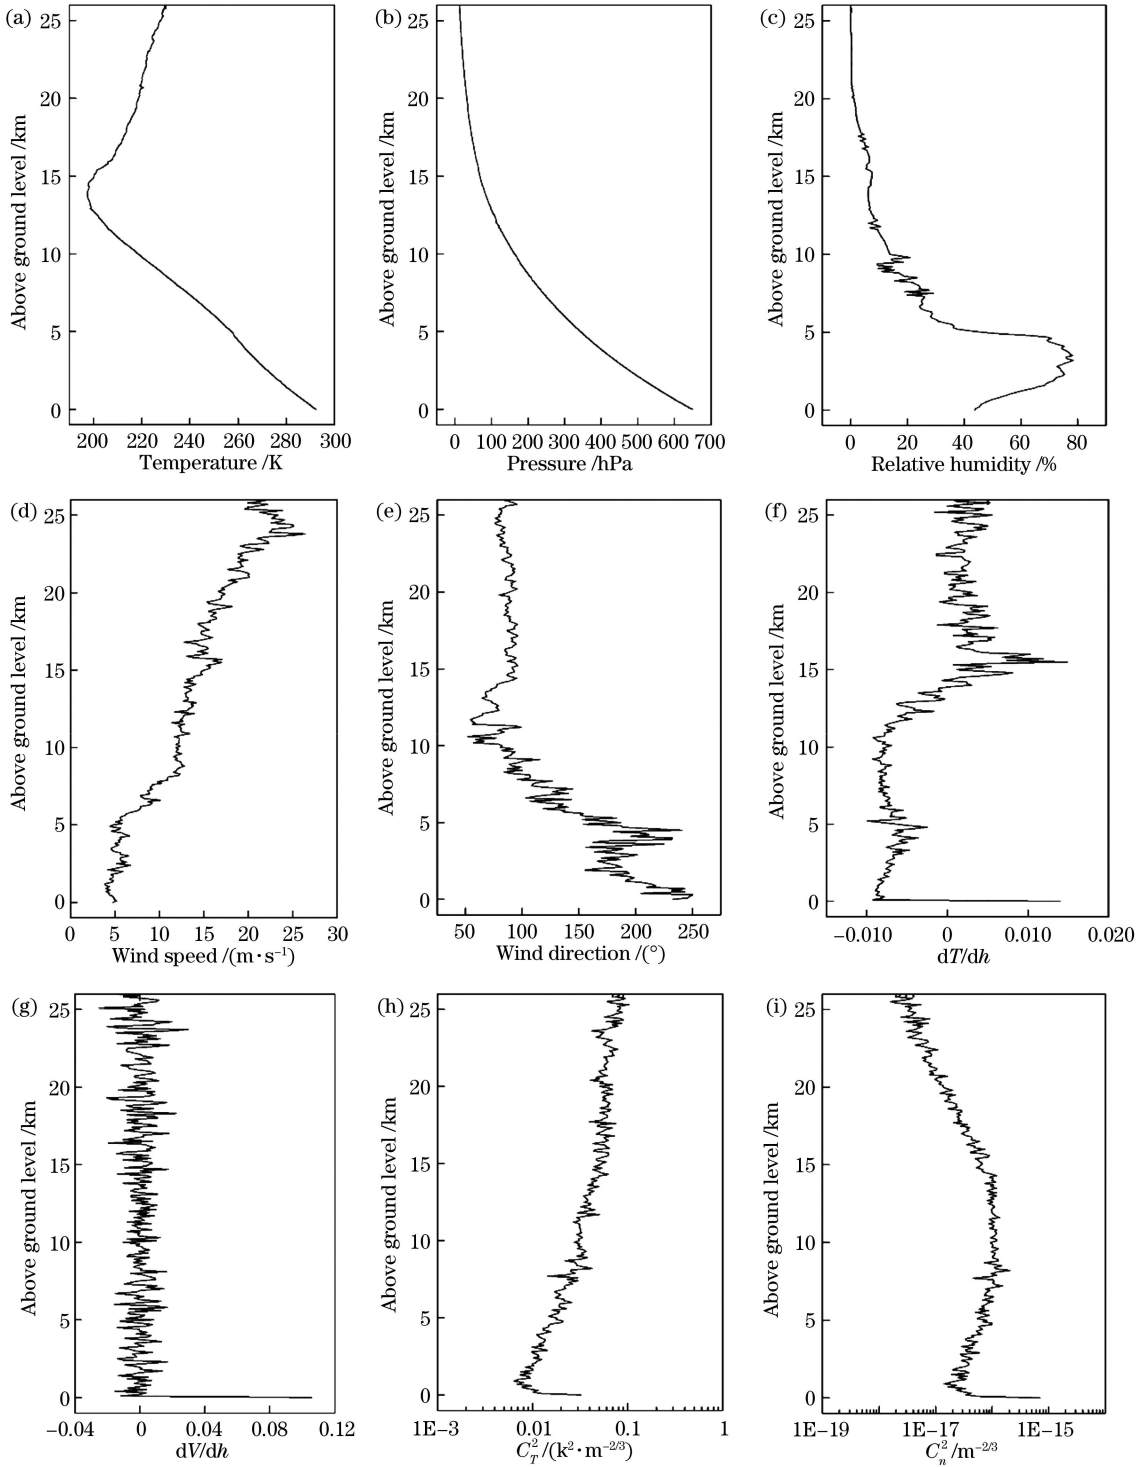 (a)
25
20
15
10
5
0
Above ground level /km
200 220 240 260 280 300
Temperature /K
(b)
25
20
15
10
5
0
Above ground level /km
0 100 200 300 400 500 600 700
Pressure /hPa
(c)
25
20
15
10
5
0
Above ground level /km
0 20 40 60 80
Relative humidity /%
(d)
25
20
15
10
5
0
Above ground level /km
0 5 10 15 20 25 30
Wind speed /(m·s⁻¹)
(e)
25
20
15
10
5
0
Above ground level /km
50 100 150 200 250
Wind direction /(°)
(f)
25
20
15
10
5
0
Above ground level /km
−0.010 0 0.010 0.020
dT/dh
(g)
25
20
15
10
5
0
Above ground level /km
−0.04 0 0.04 0.08 0.12
dV/dh
(h)
25
20
15
10
5
0
Above ground level /km
1E−3 0.01 0.1 1
C_T^2 /(k²·m^−2/3)
(i)
25
20
15
10
5
0
Above ground level /km
1E−19 1E−17 1E−15
C_n^2 /m^−2/3